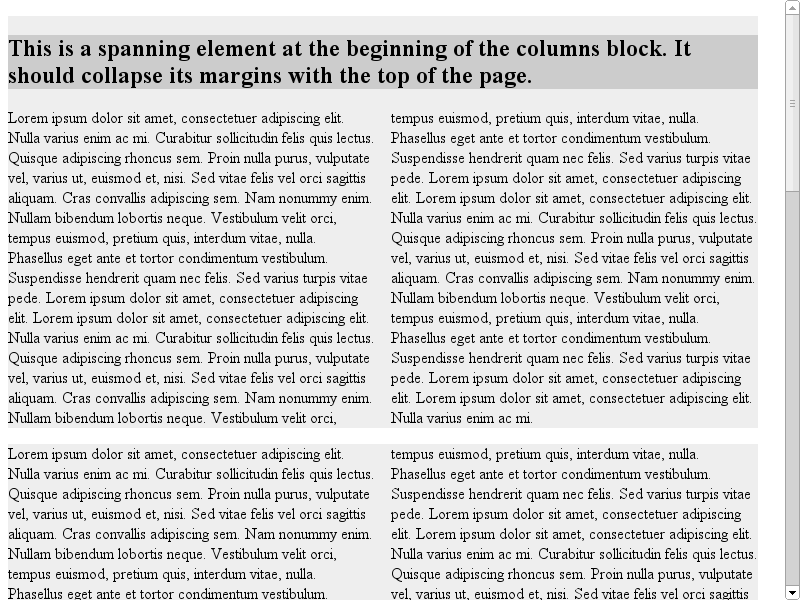 This is a spanning element at the beginning of the columns block. It
should collapse its margins with the top of the page.
Lorem ipsum dolor sit amet, consectetuer adipiscing elit.
Nulla varius enim ac mi. Curabitur sollicitudin felis quis lectus.
Quisque adipiscing rhoncus sem. Proin nulla purus, vulputate
vel, varius ut, euismod et, nisi. Sed vitae felis vel orci sagittis
aliquam. Cras convallis adipiscing sem. Nam nonummy enim.
Nullam bibendum lobortis neque. Vestibulum velit orci,
tempus euismod, pretium quis, interdum vitae, nulla.
Phasellus eget ante et tortor condimentum vestibulum.
Suspendisse hendrerit quam nec felis. Sed varius turpis vitae
pede. Lorem ipsum dolor sit amet, consectetuer adipiscing
elit. Lorem ipsum dolor sit amet, consectetuer adipiscing elit.
Nulla varius enim ac mi. Curabitur sollicitudin felis quis lectus.
Quisque adipiscing rhoncus sem. Proin nulla purus, vulputate
vel, varius ut, euismod et, nisi. Sed vitae felis vel orci sagittis
aliquam. Cras convallis adipiscing sem. Nam nonummy enim.
Nullam bibendum lobortis neque. Vestibulum velit orci,
tempus euismod, pretium quis, interdum vitae, nulla.
Phasellus eget ante et tortor condimentum vestibulum.
Suspendisse hendrerit quam nec felis. Sed varius turpis vitae
pede. Lorem ipsum dolor sit amet, consectetuer adipiscing
elit. Lorem ipsum dolor sit amet, consectetuer adipiscing elit.
Nulla varius enim ac mi. Curabitur sollicitudin felis quis lectus.
Quisque adipiscing rhoncus sem. Proin nulla purus, vulputate
vel, varius ut, euismod et, nisi. Sed vitae felis vel orci sagittis
aliquam. Cras convallis adipiscing sem. Nam nonummy enim.
Nullam bibendum lobortis neque. Vestibulum velit orci,
tempus euismod, pretium quis, interdum vitae, nulla.
Phasellus eget ante et tortor condimentum vestibulum.
Suspendisse hendrerit quam nec felis. Sed varius turpis vitae
pede. Lorem ipsum dolor sit amet, consectetuer adipiscing
elit. Lorem ipsum dolor sit amet, consectetuer adipiscing elit.
Nulla varius enim ac mi.
Lorem ipsum dolor sit amet, consectetuer adipiscing elit.
Nulla varius enim ac mi. Curabitur sollicitudin felis quis lectus.
Quisque adipiscing rhoncus sem. Proin nulla purus, vulputate
vel, varius ut, euismod et, nisi. Sed vitae felis vel orci sagittis
aliquam. Cras convallis adipiscing sem. Nam nonummy enim.
Nullam bibendum lobortis neque. Vestibulum velit orci,
tempus euismod, pretium quis, interdum vitae, nulla.
Phasellus eget ante et tortor condimentum vestibulum.
tempus euismod, pretium quis, interdum vitae, nulla.
Phasellus eget ante et tortor condimentum vestibulum.
Suspendisse hendrerit quam nec felis. Sed varius turpis vitae
pede. Lorem ipsum dolor sit amet, consectetuer adipiscing
elit. Lorem ipsum dolor sit amet, consectetuer adipiscing elit.
Nulla varius enim ac mi. Curabitur sollicitudin felis quis lectus.
Quisque adipiscing rhoncus sem. Proin nulla purus, vulputate
vel, varius ut, euismod et, nisi. Sed vitae felis vel orci sagittis